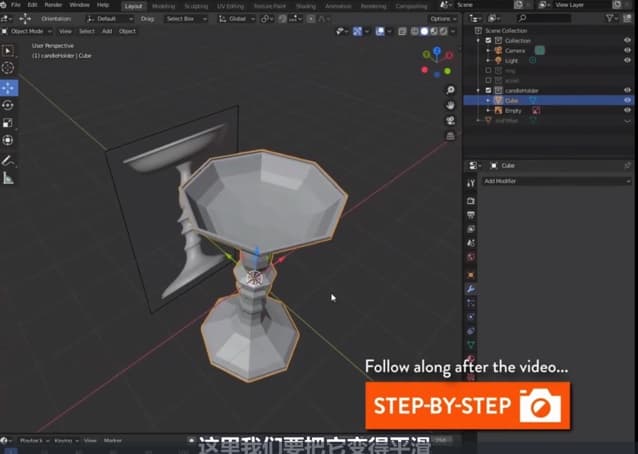 File Edit Render Window Help Layout Modeling Sculpting UV Editing Texture Paint Shading Animation Rendering Compositing Scene View Layer
Orientation: Default Drag: Select Box Global Options
Object Mode View Select Add Object
User Perspective
(1) candleHolder | Cube
Scene Collection
Collection
Camera
Light
ring
candleHolder
Cube
Empty
Cube
Add Modifier
Follow along after the video...
STEP-BY-STEP
Playback Keying View Marker 250
这里我们要把它变得平滑